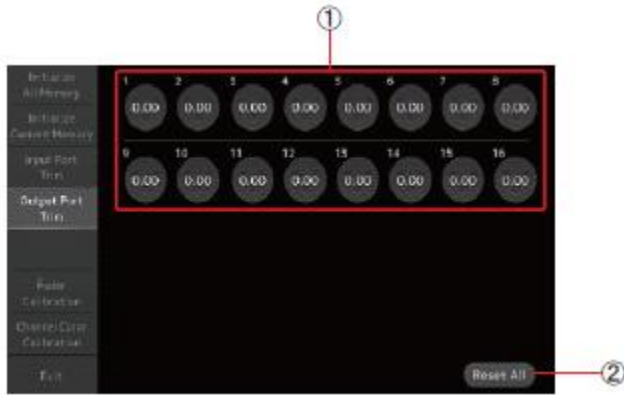 ①
Initialize
All Memory
Initialize
Current Memory
Input Port
Trim
Output Port
Trim
Fader
Calibration
Channel Color
Calibration
Exit
1 2 3 4 5 6 7 8
0.00 0.00 0.00 0.00 0.00 0.00 0.00 0.00
9 10 11 12 13 14 15 16
0.00 0.00 0.00 0.00 0.00 0.00 0.00 0.00
Reset All ②